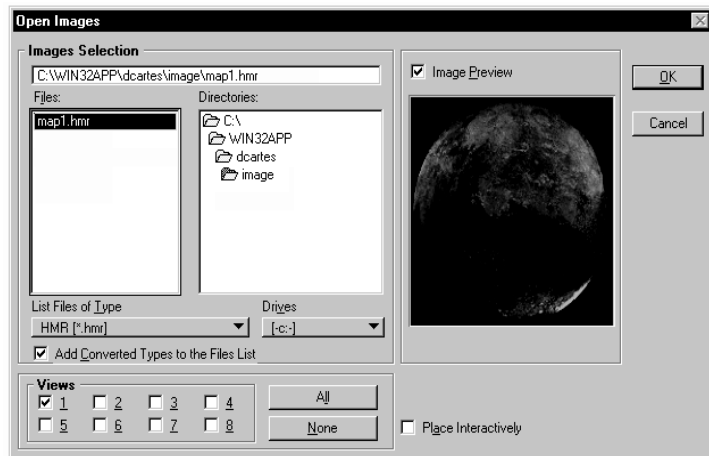 Open Images
Images Selection
C:\WIN32APP\dcartes\image\map1.hmr
Files:
map1.hmr
Directories:
C:\
WIN32APP
dcartes
image
List Files of Type
HMR [*.hmr]
Drives
[-c:-]
Add Converted Types to the Files List
Image Preview
OK
Cancel
Views
1 2 3 4
5 6 7 8
All
None
Place Interactively